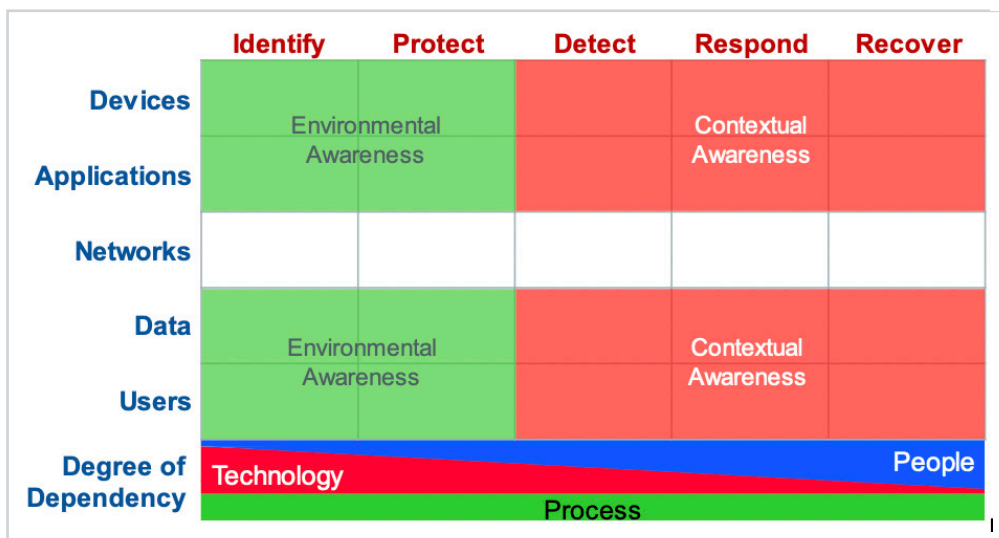 Identify Protect Detect Respond Recover
Devices
Environmental
Awareness
Contextual
Awareness
Applications
Networks
Data
Environmental
Awareness
Contextual
Awareness
Users
Degree of
Dependency
Technology
People
Process